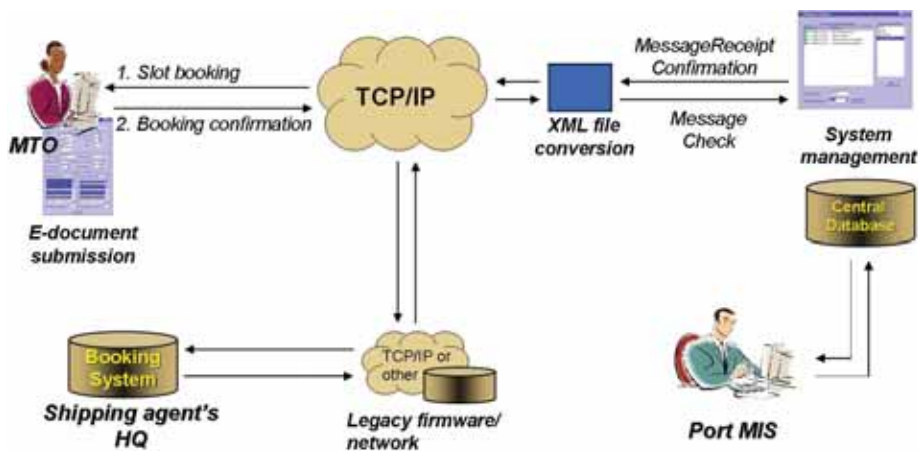 1. Slot booking
2. Booking confirmation
MTO
E-document
submission
TCP/IP
XML file
conversion
MessageReceipt
Confirmation
Message
Check
System
management
Central
Database
Booking
System
Shipping agent's
HQ
TCP/IP or
other
Legacy firmware/
network
Port MIS